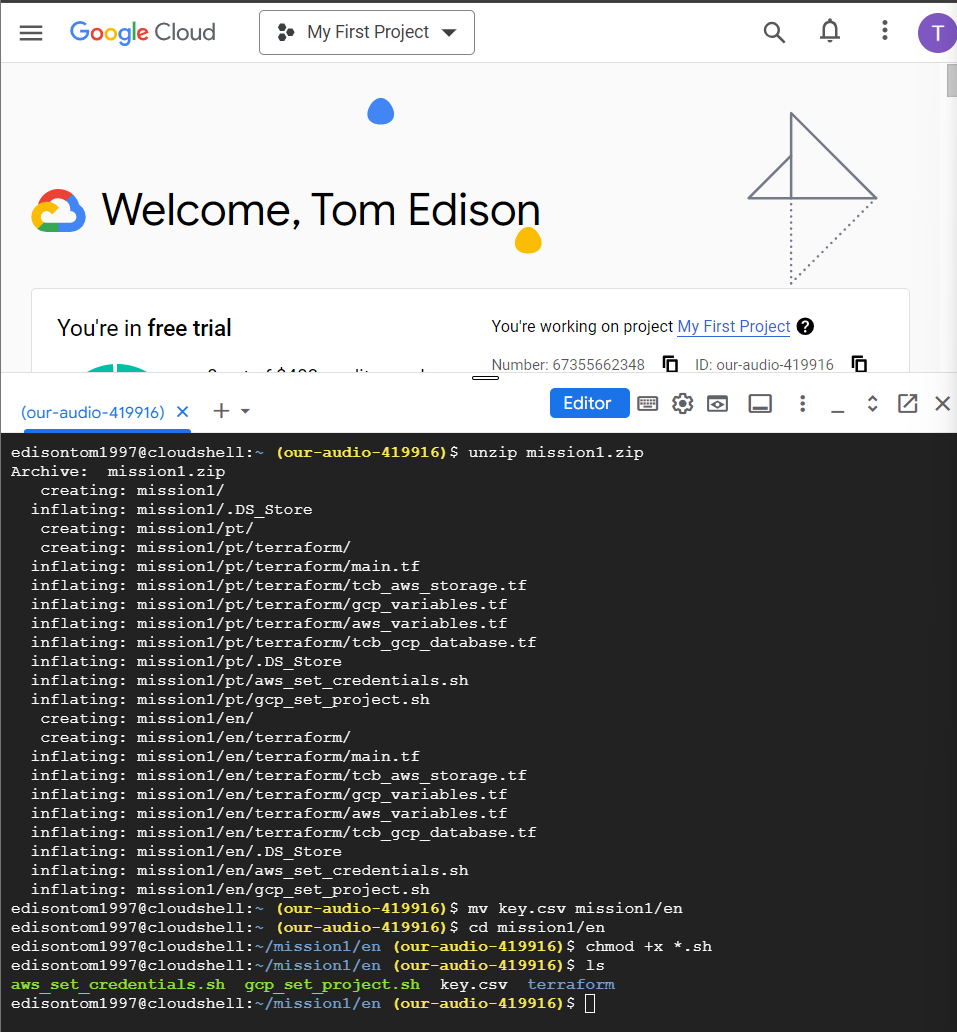 Google Cloud My First Project T
Welcome, Tom Edison
You're in free trial
You're working on project My First Project ?
Number: 67355662348 ID: our-audio-419916
(our-audio-419916) Editor
edisontom1997@cloudshell:~ (our-audio-419916)$ unzip mission1.zip
Archive:  mission1.zip
   creating: mission1/
  inflating: mission1/.DS_Store
   creating: mission1/pt/
   creating: mission1/pt/terraform/
  inflating: mission1/pt/terraform/main.tf
  inflating: mission1/pt/terraform/tcb_aws_storage.tf
  inflating: mission1/pt/terraform/gcp_variables.tf
  inflating: mission1/pt/terraform/aws_variables.tf
  inflating: mission1/pt/terraform/tcb_gcp_database.tf
  inflating: mission1/pt/.DS_Store
  inflating: mission1/pt/aws_set_credentials.sh
  inflating: mission1/pt/gcp_set_project.sh
   creating: mission1/en/
   creating: mission1/en/terraform/
  inflating: mission1/en/terraform/main.tf
  inflating: mission1/en/terraform/tcb_aws_storage.tf
  inflating: mission1/en/terraform/gcp_variables.tf
  inflating: mission1/en/terraform/aws_variables.tf
  inflating: mission1/en/terraform/tcb_gcp_database.tf
  inflating: mission1/en/.DS_Store
  inflating: mission1/en/aws_set_credentials.sh
  inflating: mission1/en/gcp_set_project.sh
edisontom1997@cloudshell:~ (our-audio-419916)$ mv key.csv mission1/en
edisontom1997@cloudshell:~ (our-audio-419916)$ cd mission1/en
edisontom1997@cloudshell:~/mission1/en (our-audio-419916)$ chmod +x *.sh
edisontom1997@cloudshell:~/mission1/en (our-audio-419916)$ ls
aws_set_credentials.sh  gcp_set_project.sh  key.csv  terraform
edisontom1997@cloudshell:~/mission1/en (our-audio-419916)$